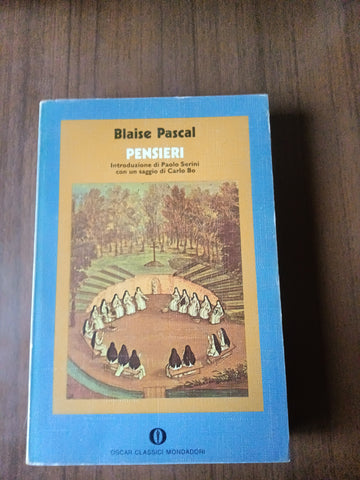 Blaise Pascal
PENSIERI
Introduzione di Paolo Serini
con un saggio di Carlo Bo
OSCAR CLASSICI MONDADORI